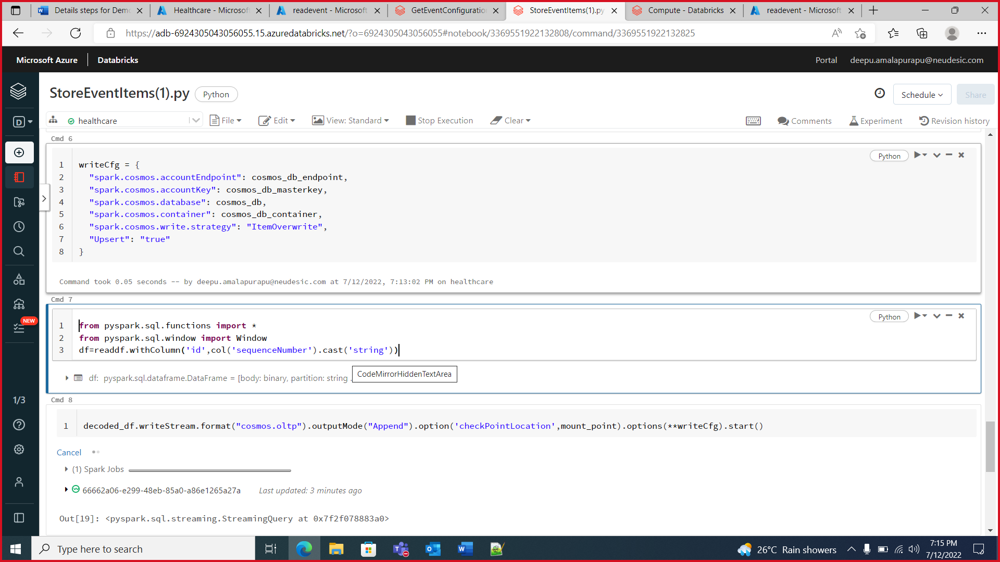 Details steps for Demo
Healthcare - Microsoft
readevent - Microsoft
GetEventConfiguratio
StoreEventItems(1).py
Compute - Databricks
readevent - Microsoft
https://adb-6924305043056055.15.azuredatabricks.net/?o=6924305043056055#notebook/3369551922132808/command/3369551922132825
Microsoft Azure Databricks Portal deepu.amalapurapu@neudesic.com
StoreEventItems(1).py Python Schedule Share
D
healthcare File Edit View: Standard Stop Execution Clear Comments Experiment Revision history
Cmd 6
Python
1 writeCfg = {
2 "spark.cosmos.accountEndpoint": cosmos_db_endpoint,
3 "spark.cosmos.accountKey": cosmos_db_masterkey,
4 "spark.cosmos.database": cosmos_db,
5 "spark.cosmos.container": cosmos_db_container,
6 "spark.cosmos.write.strategy": "ItemOverwrite",
7 "Upsert": "true"
8 }
Command took 0.05 seconds -- by deepu.amalapurapu@neudesic.com at 7/12/2022, 7:13:02 PM on healthcare
Cmd 7
Python
1 from pyspark.sql.functions import *
2 from pyspark.sql.window import Window
3 df=readdf.withColumn('id',col('sequenceNumber').cast('string'))
NEW
CodeMirrorHiddenTextArea
df: pyspark.sql.dataframe.DataFrame = [body: binary, partition: string .
Cmd 8
1/3
1 decoded_df.writeStream.format("cosmos.oltp").outputMode("Append").option('checkPointLocation',mount_point).options(**writeCfg).start()
Cancel
(1) Spark Jobs
66662a06-e299-48eb-85a0-a86e1265a27a Last updated: 3 minutes ago
Out[19]: <pyspark.sql.streaming.StreamingQuery at 0x7f2f078883a0>
Type here to search
26°C Rain showers
7:15 PM
7/12/2022